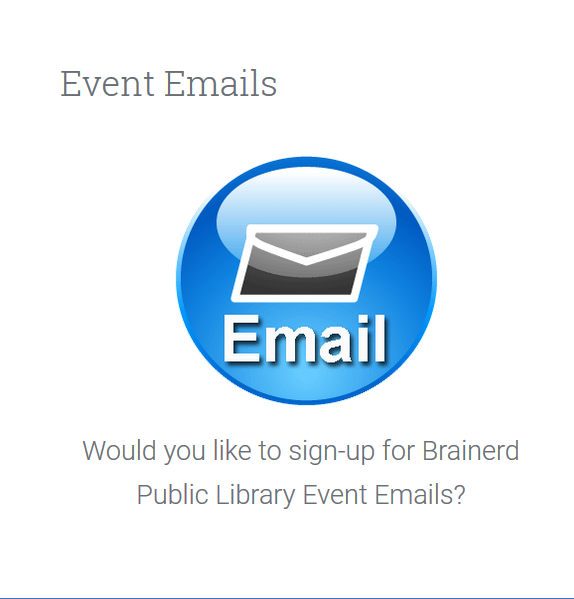 Event Emails
Email
Would you like to sign-up for Brainerd
Public Library Event Emails?